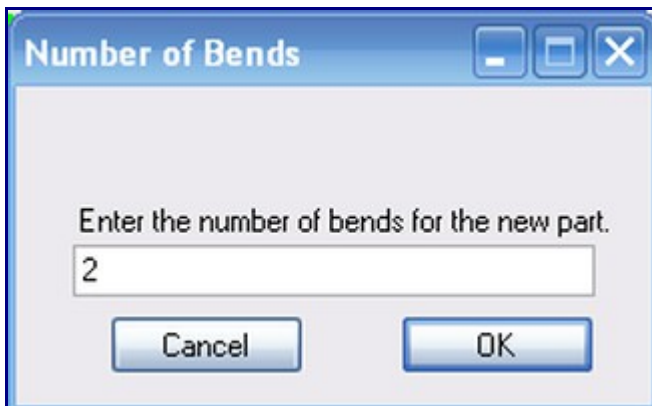 Number of Bends
Enter the number of bends for the new part.
2
Cancel OK